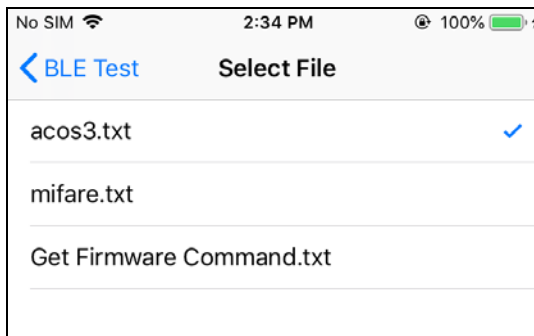 No SIM 2:34 PM 100%
BLE Test Select File
acos3.txt
mifare.txt
Get Firmware Command.txt